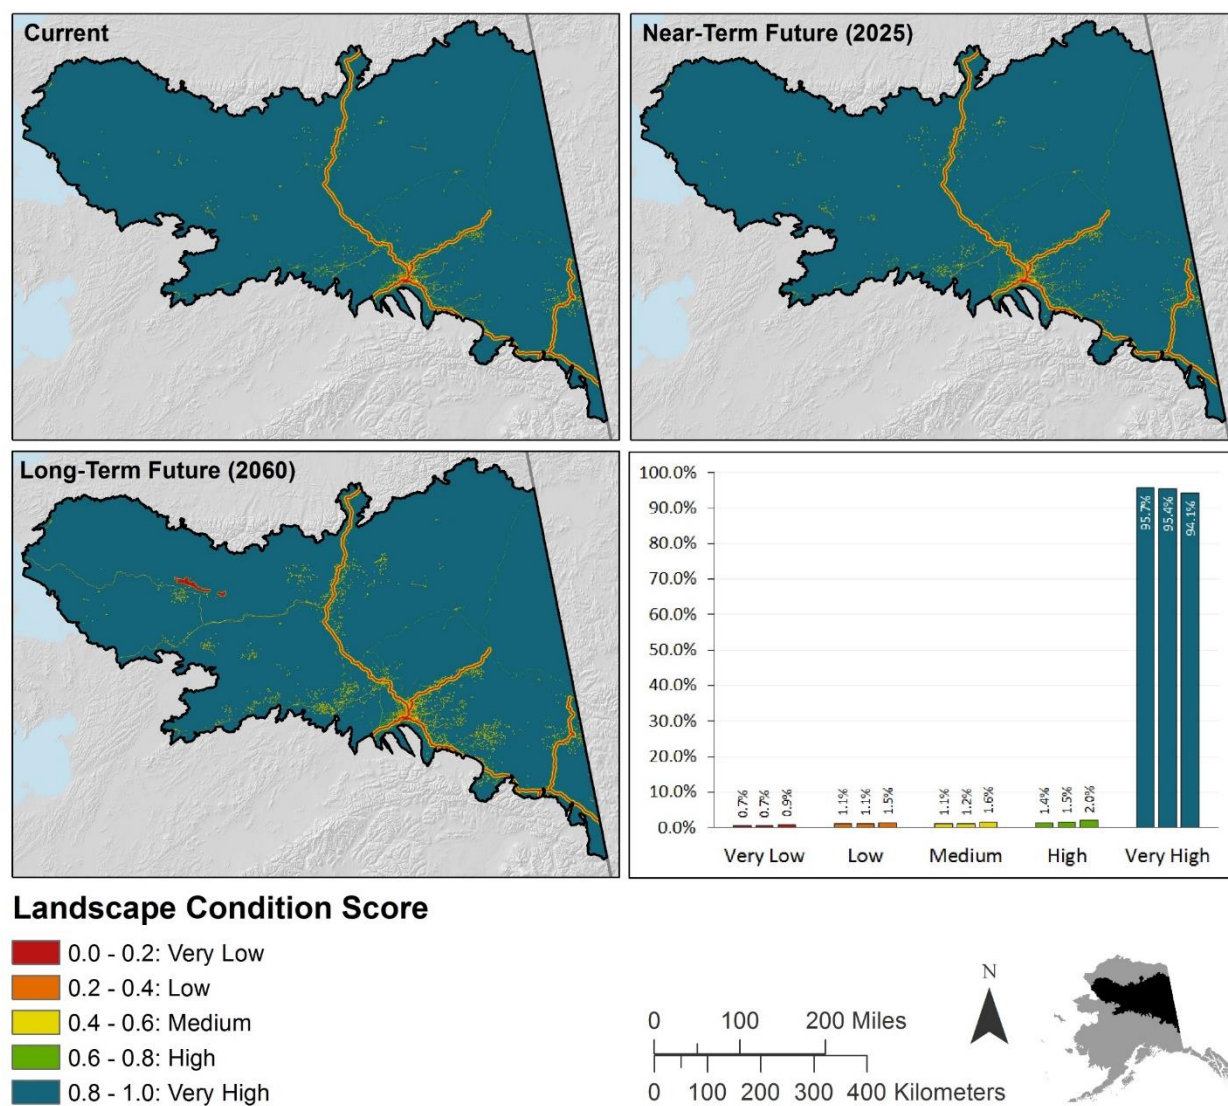 Current
Near-Term Future (2025)
Long-Term Future (2060)
100.0%
90.0%
80.0%
70.0%
60.0%
50.0%
40.0%
30.0%
20.0%
10.0%
0.0%
0.7%
0.7%
0.9%
1.1%
1.1%
1.5%
1.1%
1.2%
1.6%
1.4%
1.5%
2.0%
95.7%
95.4%
94.1%
Very Low
Low
Medium
High
Very High
Landscape Condition Score
0.0 - 0.2: Very Low
0.2 - 0.4: Low
0.4 - 0.6: Medium
0.6 - 0.8: High
0.8 - 1.0: Very High
0 100 200 Miles
0 100 200 300 400 Kilometers
N